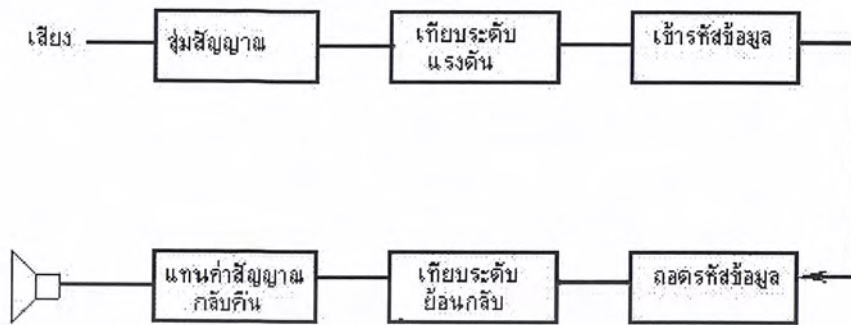 เสียง
สุ่มสัญญาณ
เทียบระดับ
แรงดัน
เข้ารหัสข้อมูล
แทนค่าสัญญาณ
กลับคืน
เทียบระดับ
ย้อนกลับ
ถอดรหัสข้อมูล